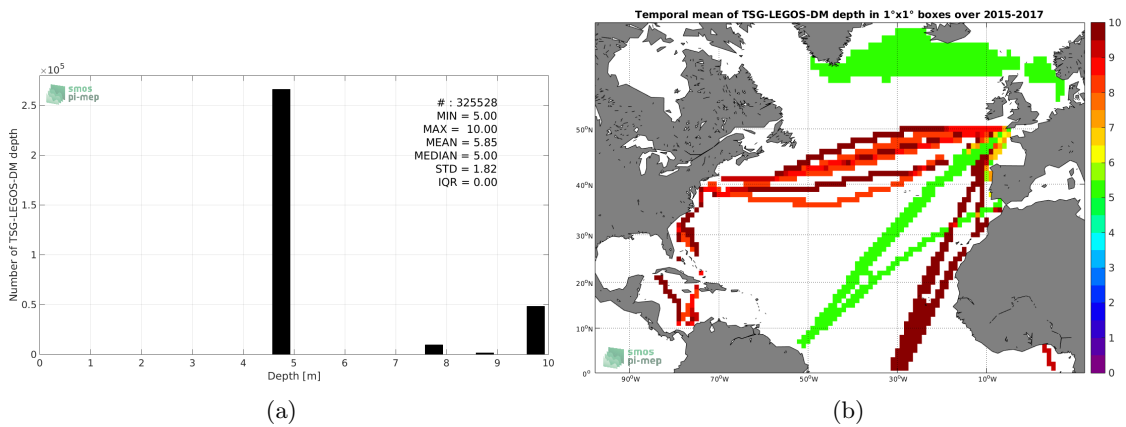 ×10⁵
2.5
2
1.5
1
0.5
0
Number of TSG-LEGOS-DM depth
smos
pi-mep
# : 325528
MIN = 5.00
MAX = 10.00
MEAN = 5.85
MEDIAN = 5.00
STD = 1.82
IQR = 0.00
0 1 2 3 4 5 6 7 8 9 10
Depth [m]
(a)
Temporal mean of TSG-LEGOS-DM depth in 1°x1° boxes over 2015-2017
50°N
40°N
30°N
20°N
10°N
0°
smos
pi-mep
90°W 70°W 50°W 30°W 10°W
10
9
8
7
6
5
4
3
2
1
0
(b)